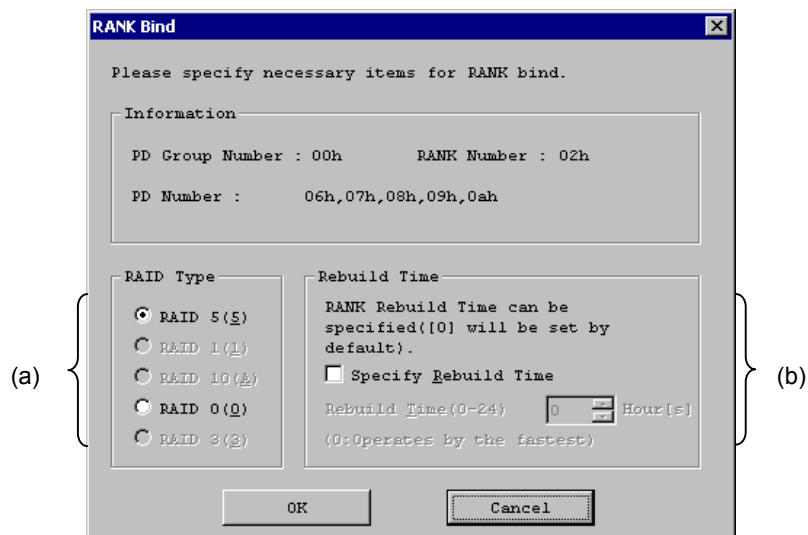 RANK Bind
Please specify necessary items for RANK bind.
Information
PD Group Number : 00h RANK Number : 02h
PD Number : 06h,07h,08h,09h,0ah
RAID Type
RAID 5(5)
RAID 1(1)
RAID 10(A)
RAID 0(0)
RAID 3(3)
(a)
Rebuild Time
RANK Rebuild Time can be
specified([0] will be set by
default).
Specify Rebuild Time
Rebuild Time(0-24) 0 Hour[s]
(0:Operates by the fastest)
(b)
OK Cancel